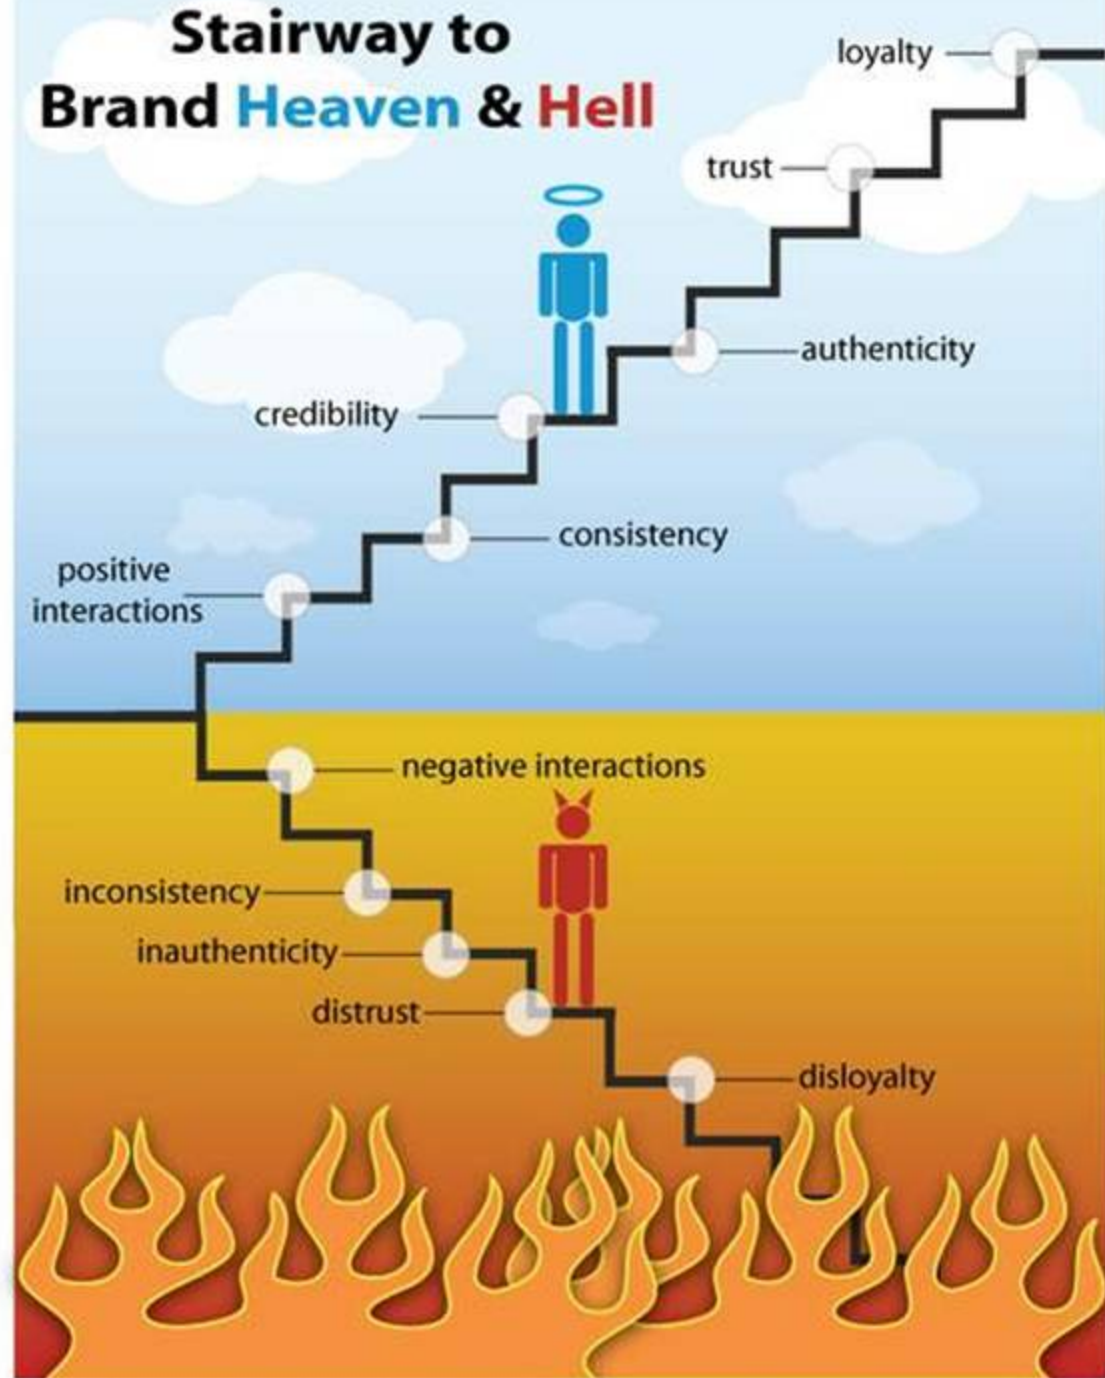 Stairway to
Brand Heaven & Hell
loyalty
trust
authenticity
credibility
consistency
positive
interactions
negative interactions
inconsistency
inauthenticity
distrust
disloyalty